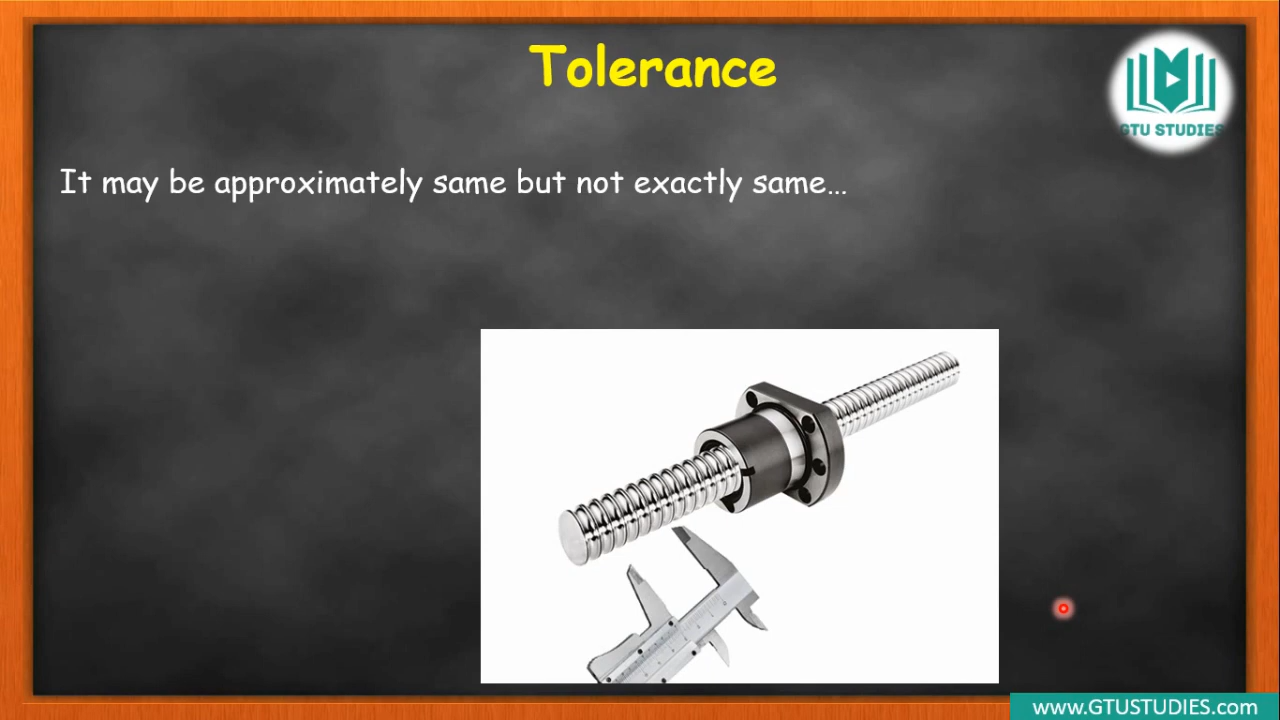 Tolerance
GTU STUDIES
It may be approximately same but not exactly same...
www.GTUSTUDIES.com